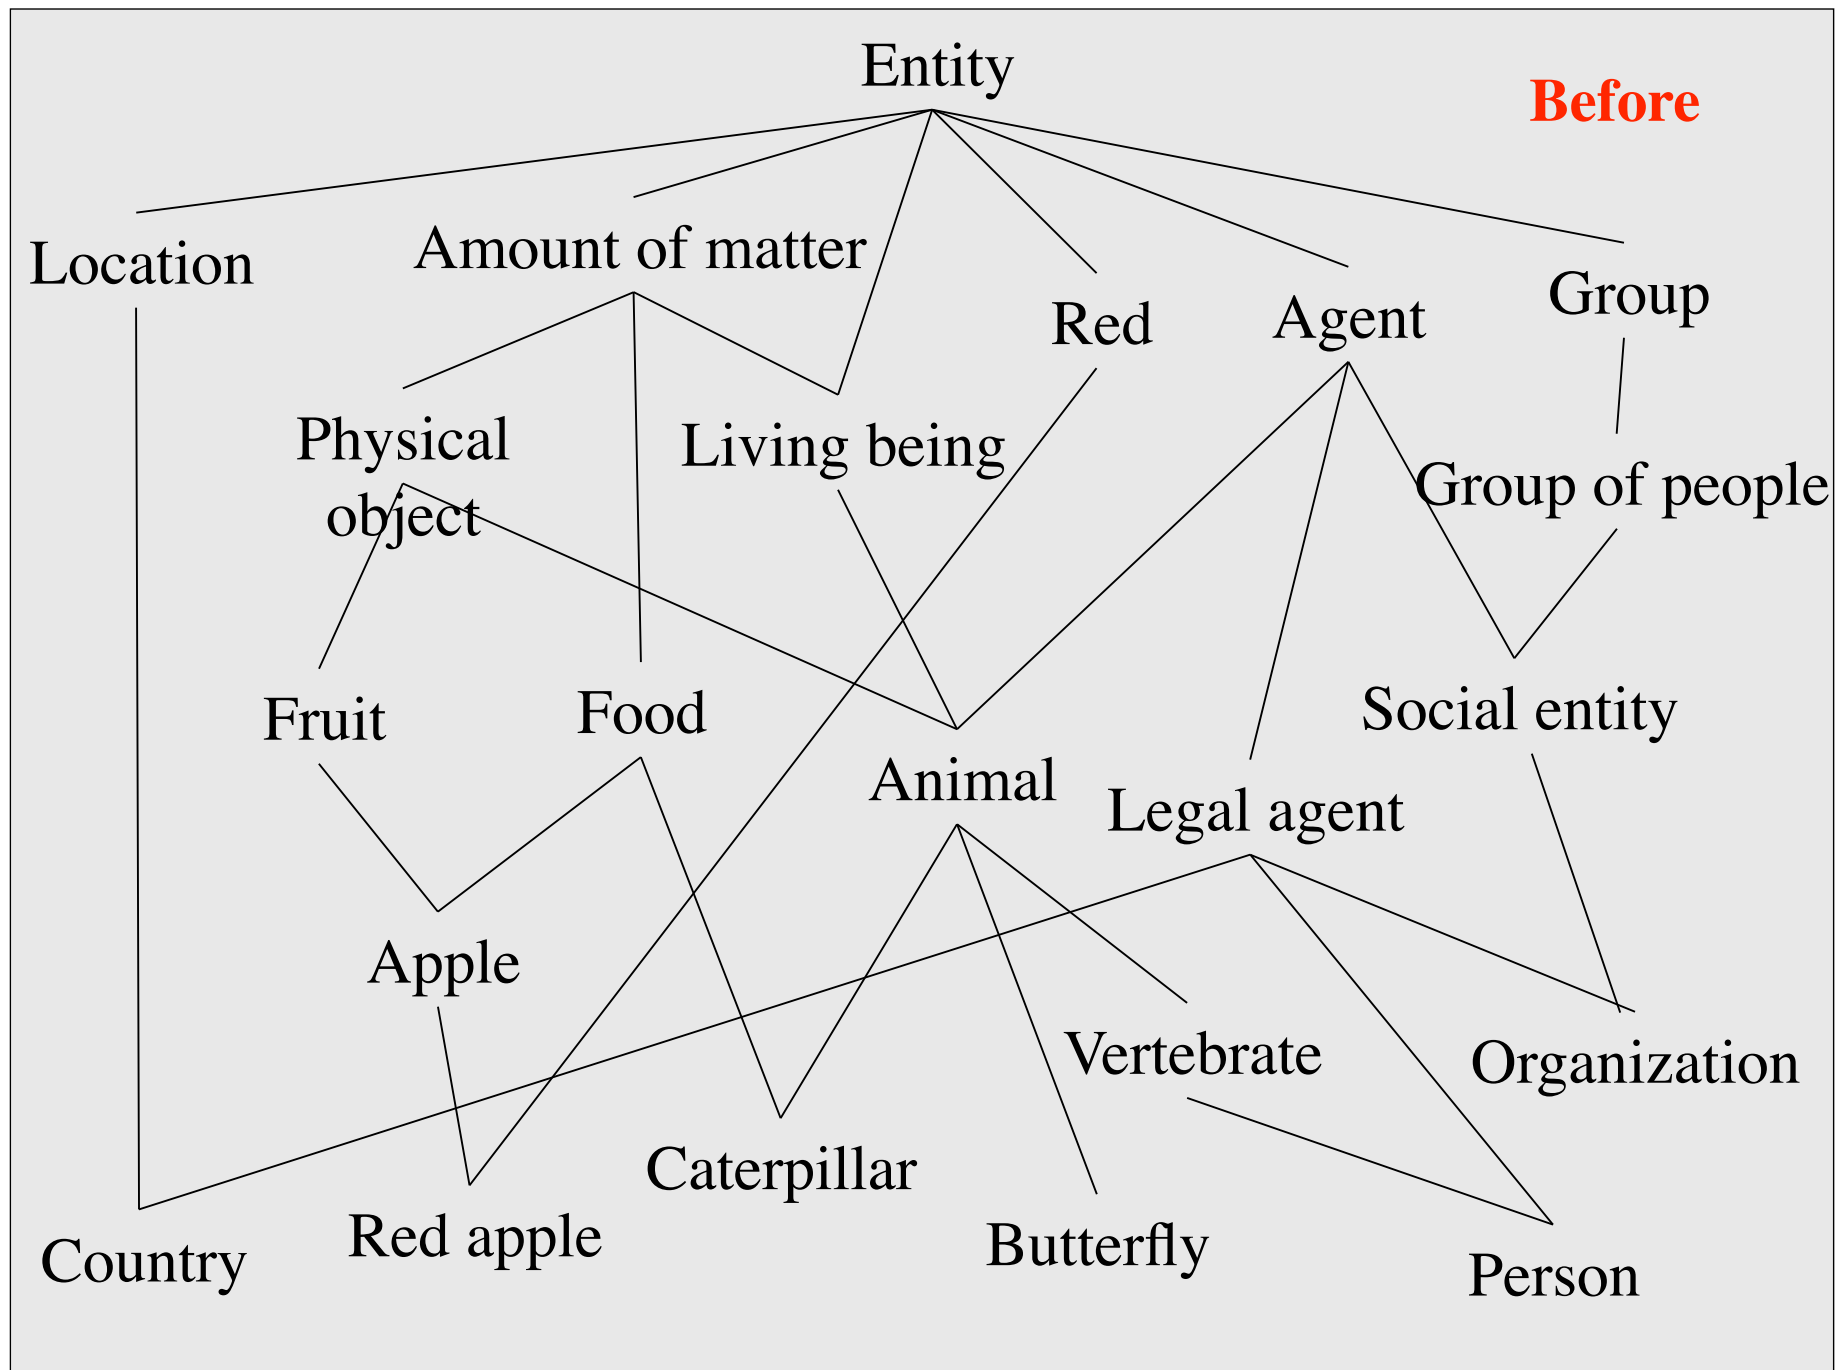 Entity
Before
Location
Amount of matter
Red
Agent
Group
Physical
object
Living being
Group of people
Fruit
Food
Animal
Legal agent
Social entity
Apple
Vertebrate
Organization
Caterpillar
Country
Red apple
Butterfly
Person